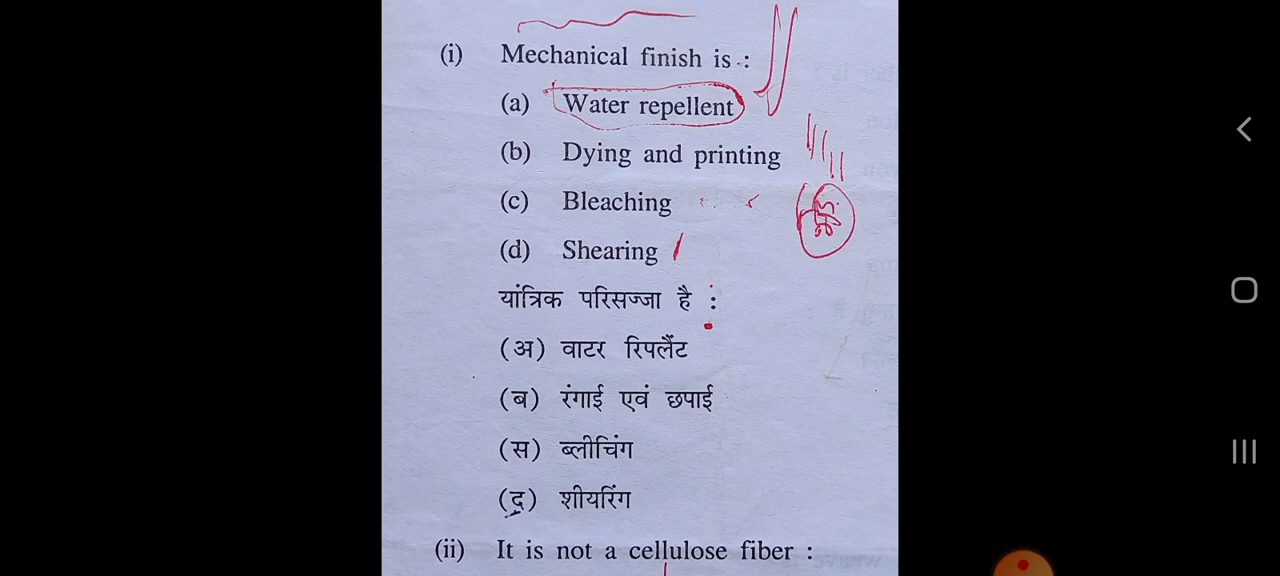 (i) Mechanical finish is :
(a) Water repellent
(b) Dying and printing
(c) Bleaching
(d) Shearing
यांत्रिक परिसज्जा है :
(अ) वाटर रिपलैंट
(ब) रंगाई एवं छपाई
(स) ब्लीचिंग
(द) शीयरिंग
(ii) It is not a cellulose fiber :